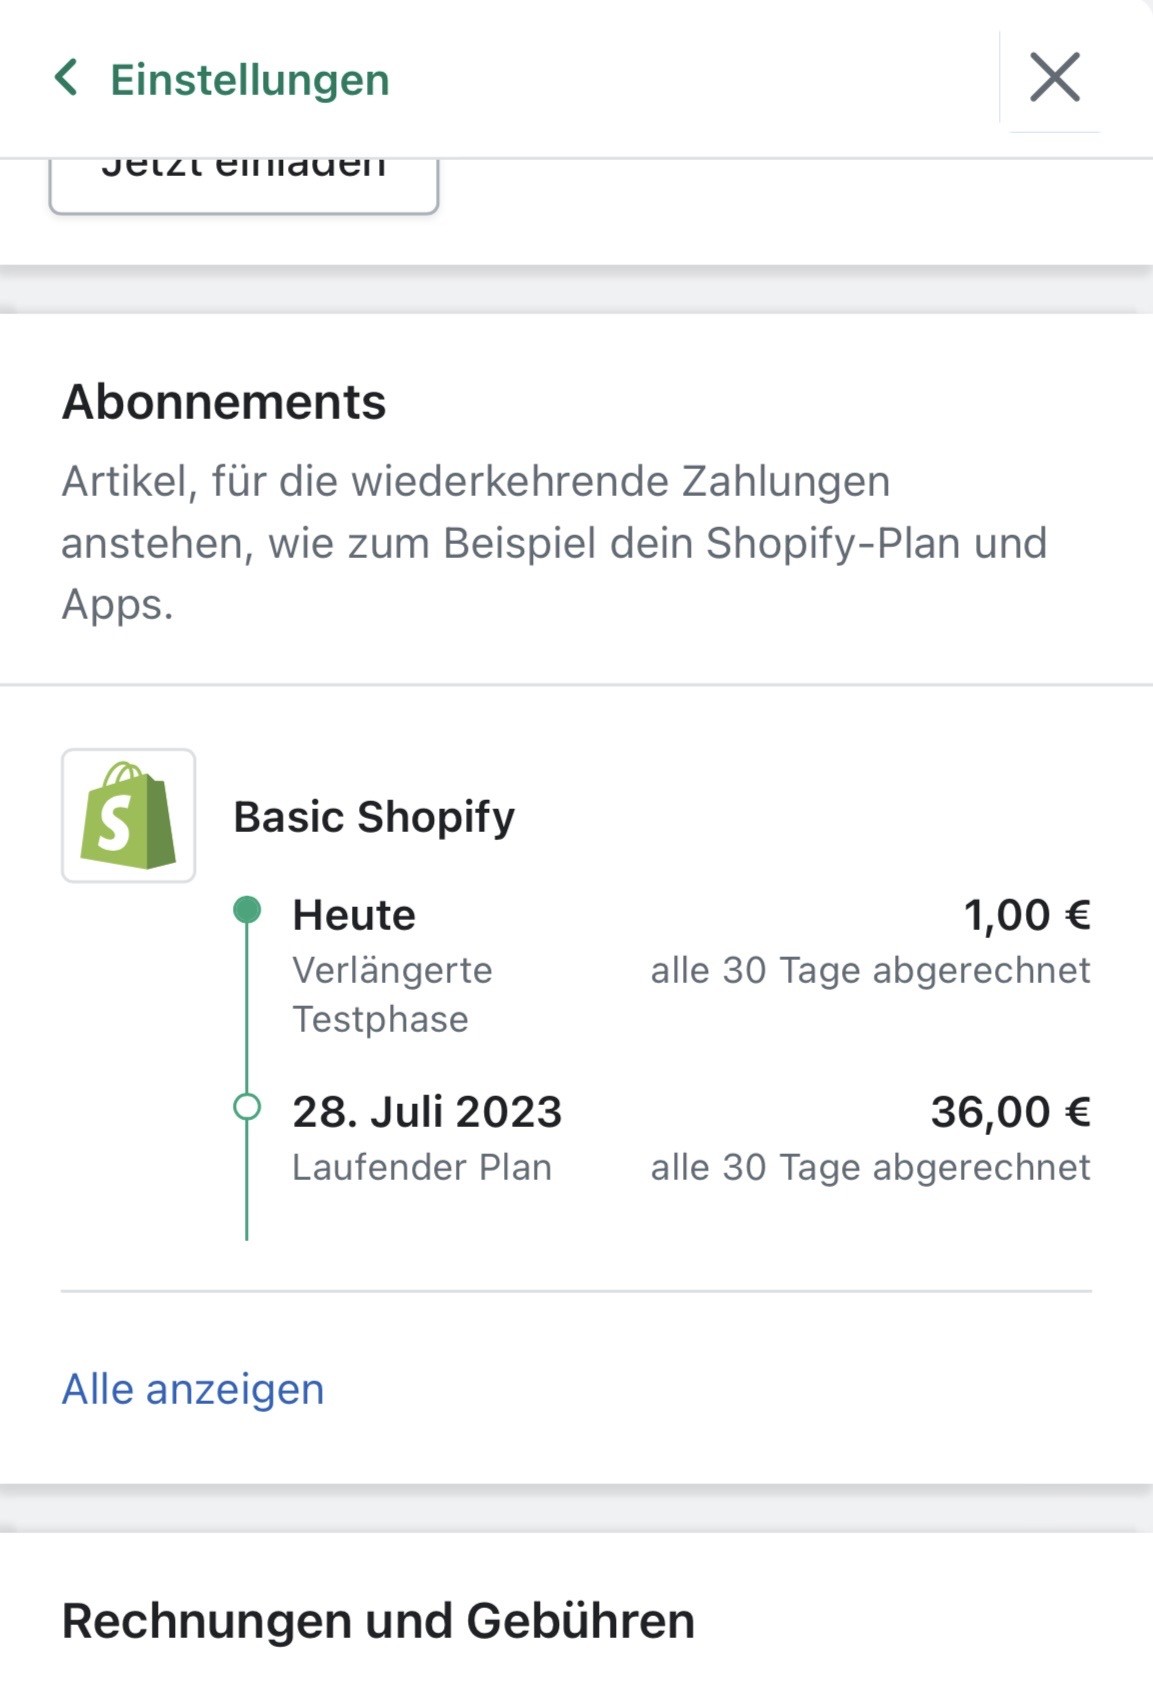 Einstellungen
Jetzt einladen
Abonnements
Artikel, für die wiederkehrende Zahlungen
anstehen, wie zum Beispiel dein Shopify-Plan und
Apps.
S
Basic Shopify
Heute 1,00 €
Verlängerte alle 30 Tage abgerechnet
Testphase
28. Juli 2023 36,00 €
Laufender Plan alle 30 Tage abgerechnet
Alle anzeigen
Rechnungen und Gebühren